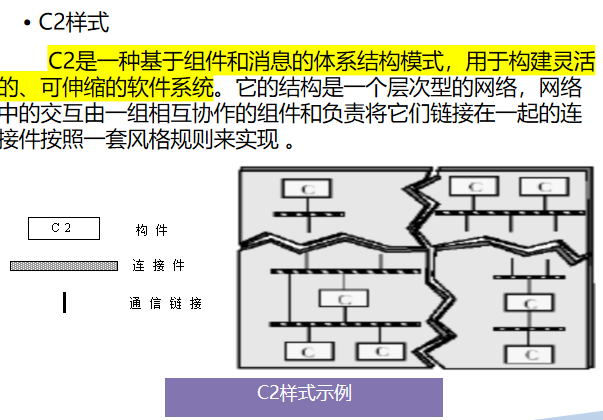 • C2样式
C2是一种基于组件和消息的体系结构模式，用于构建灵活
的、可伸缩的软件系统。它的结构是一个层次型的网络，网络
中的交互由一组相互协作的组件和负责将它们链接在一起的连
接件按照一套风格规则来实现 。
C
C
C
C 2
构 件
连 接 件
C
C
通 信 链 接
C
C
C
C2样式示例